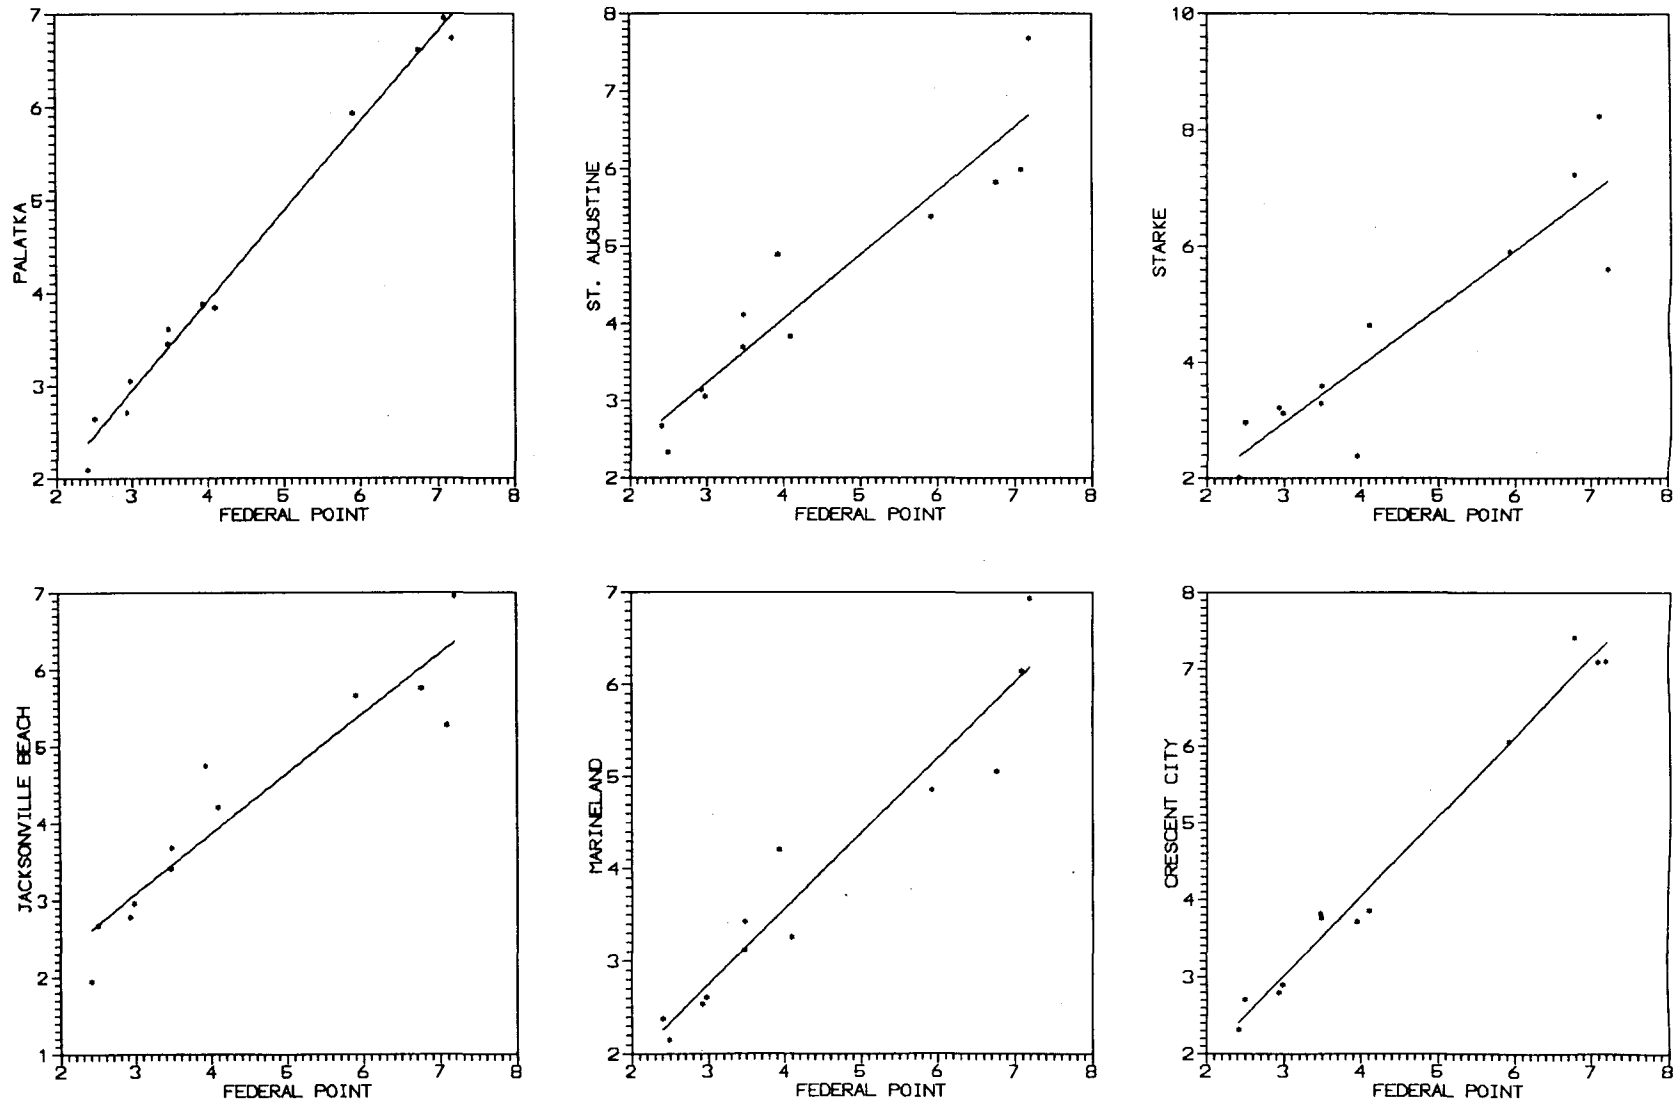 PALATKA
7
6
5
4
3
2
2 3 4 5 6 7 8
FEDERAL POINT
ST. AUGUSTINE
8
7
6
5
4
3
2
2 3 4 5 6 7 8
FEDERAL POINT
STARKE
10
8
6
4
2
2 3 4 5 6 7 8
FEDERAL POINT
JACKSONVILLE BEACH
7
6
5
4
3
2
1
2 3 4 5 6 7 8
FEDERAL POINT
MARINELAND
7
6
5
4
3
2
2 3 4 5 6 7 8
FEDERAL POINT
CRESCENT CITY
8
7
6
5
4
3
2
2 3 4 5 6 7 8
FEDERAL POINT